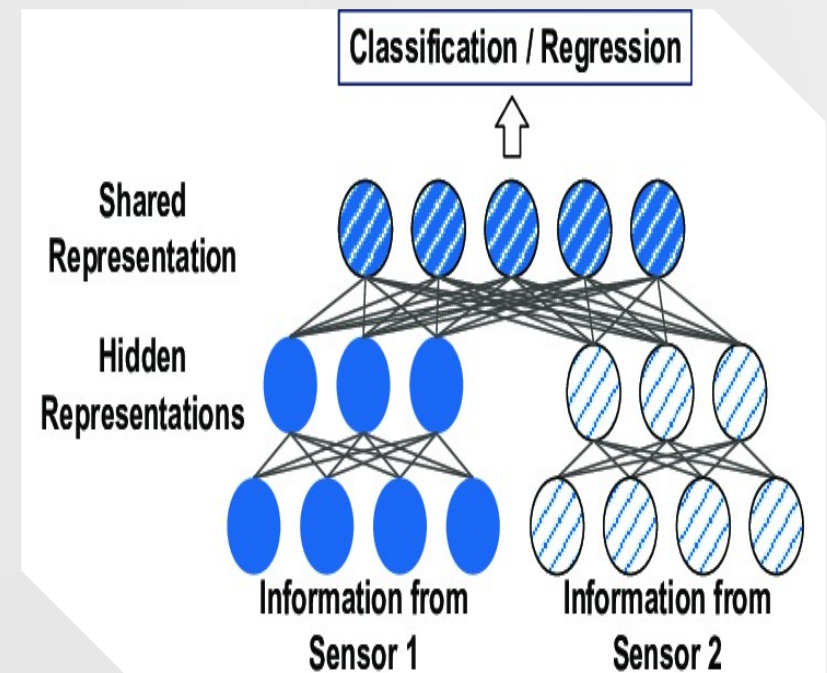 Classification / Regression
Shared
Representation
Hidden
Representations
Information from
Sensor 1
Information from
Sensor 2